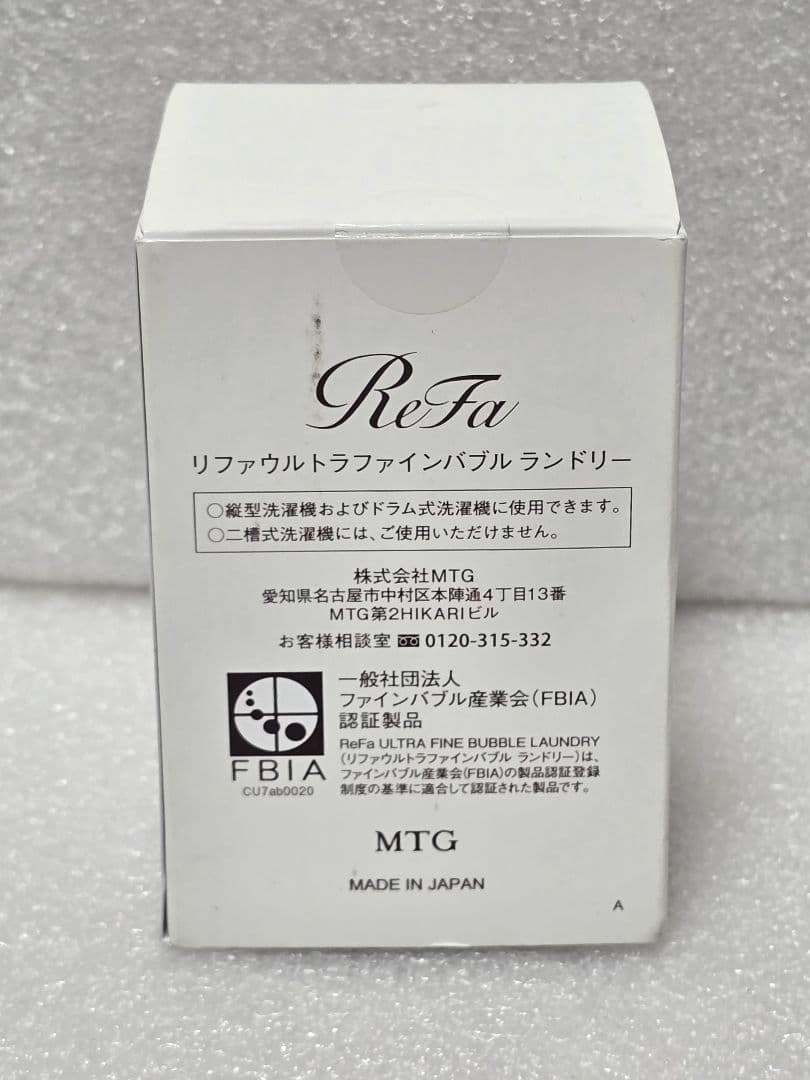 ReFa
リファウルトラファインバブル ランドリー
○縦型洗濯機およびドラム式洗濯機に使用できます。
○二槽式洗濯機には、ご使用いただけません。
株式会社MTG
愛知県名古屋市中村区本陣通4丁目13番
MTG第2HIKARIビル
お客様相談室 0120-315-332
一般社団法人
ファインバブル産業会(FBIA)
認証製品
ReFa ULTRA FINE BUBBLE LAUNDRY
(リファウルトラファインバブル ランドリー)は、
ファインバブル産業会(FBIA)の製品認証登録
制度の基準に適合して認証された製品です。
FBIA
CU7ab0020
MTG
MADE IN JAPAN
A